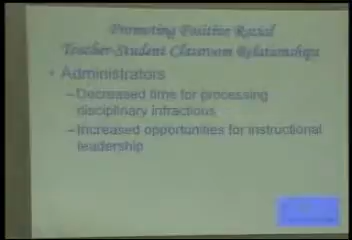 Promoting Positive Racial
Teacher-Student Classroom Relationships
• Administrators
–Decreased time for processing
disciplinary infractions
–Increased opportunities for instructional
leadership